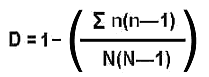 D = 1 - ( Σ n(n—1) / N(N—1) )